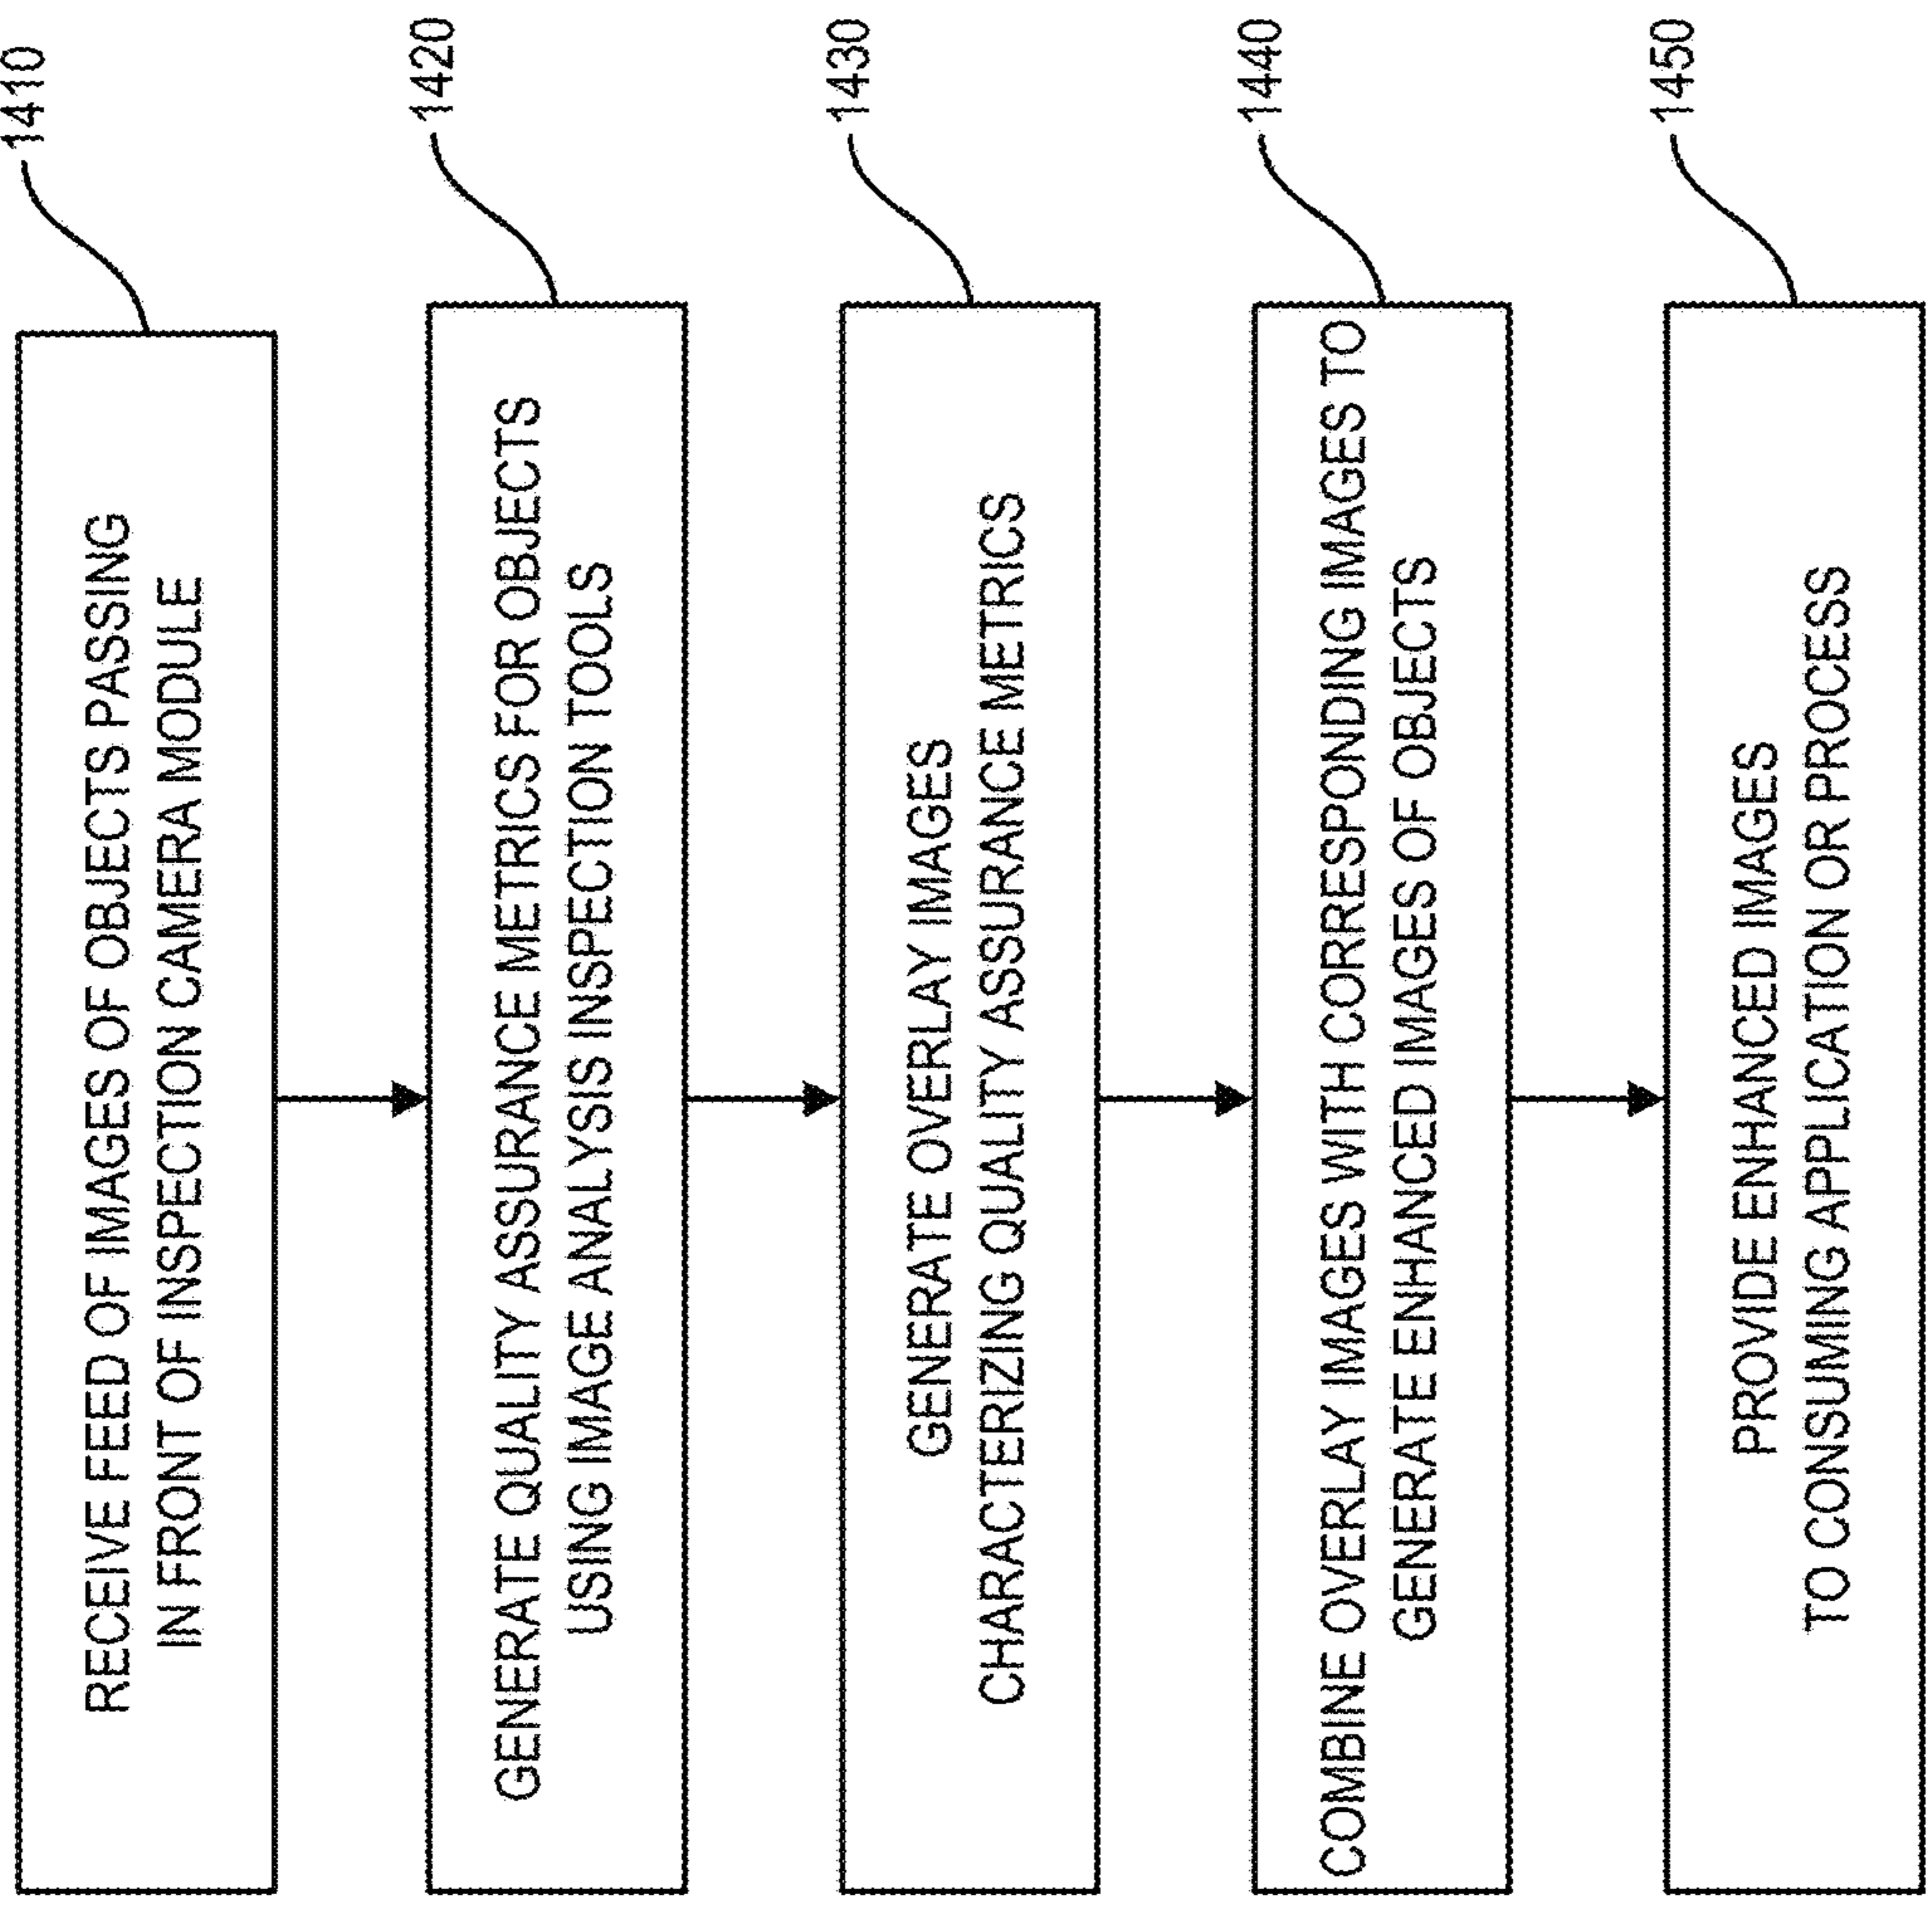 1410
RECEIVE FEED OF IMAGES OF OBJECTS PASSING
IN FRONT OF INSPECTION CAMERA MODULE
1420
GENERATE QUALITY ASSURANCE METRICS FOR OBJECTS
USING IMAGE ANALYSIS INSPECTION TOOLS
1430
GENERATE OVERLAY IMAGES
CHARACTERIZING QUALITY ASSURANCE METRICS
1440
COMBINE OVERLAY IMAGES WITH CORRESPONDING IMAGES TO
GENERATE ENHANCED IMAGES OF OBJECTS
1450
PROVIDE ENHANCED IMAGES
TO CONSUMING APPLICATION OR PROCESS